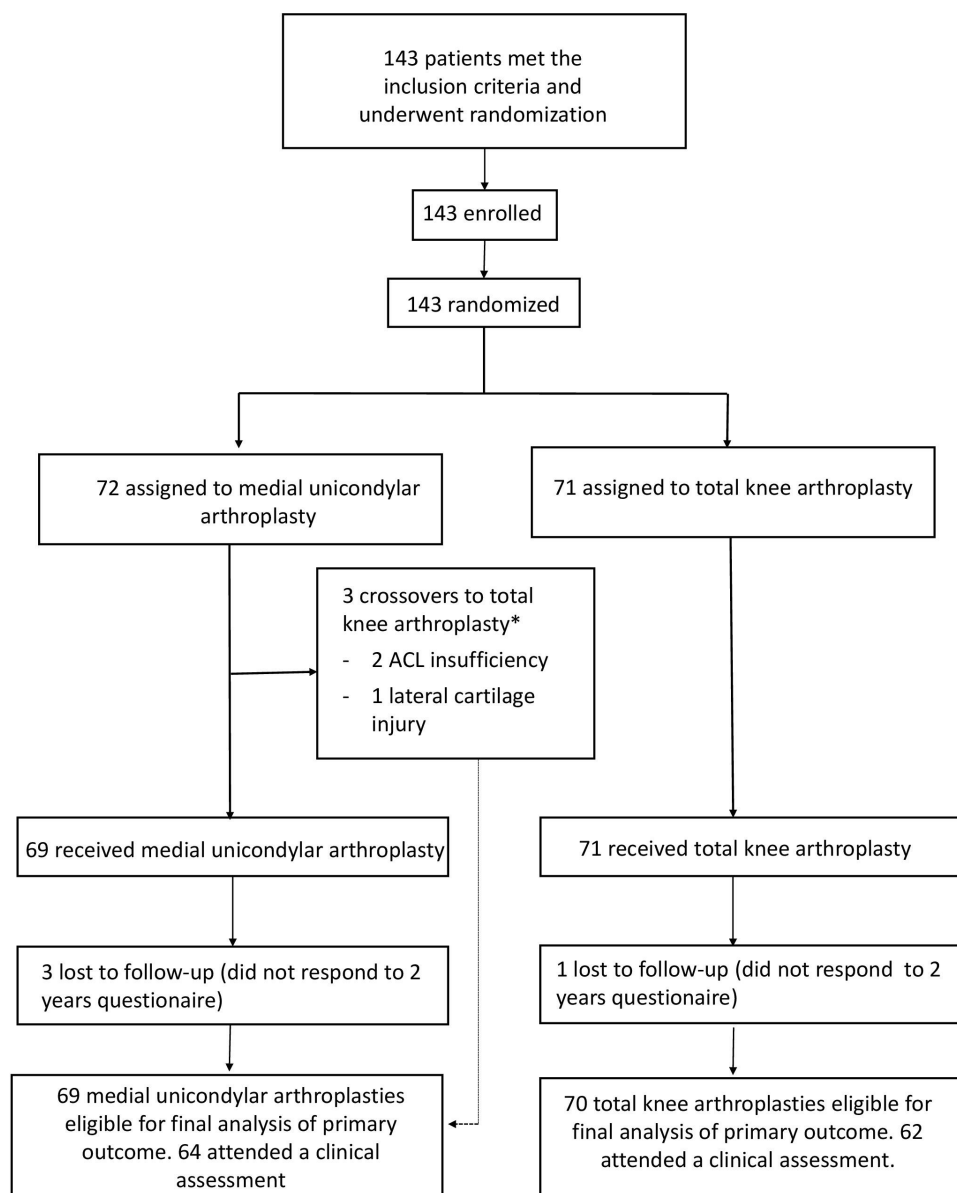 143 patients met the
inclusion criteria and
underwent randomization
143 enrolled
143 randomized
72 assigned to medial unicondylar
arthroplasty
71 assigned to total knee arthroplasty
3 crossovers to total
knee arthroplasty*
- 2 ACL insufficiency
- 1 lateral cartilage
injury
69 received medial unicondylar arthroplasty
71 received total knee arthroplasty
3 lost to follow-up (did not respond to 2
years questionaire)
1 lost to follow-up (did not respond to 2
years questionaire)
69 medial unicondylar arthroplasties
eligible for final analysis of primary
outcome. 64 attended a clinical
assessment
70 total knee arthroplasties eligible for
final analysis of primary outcome. 62
attended a clinical assessment.